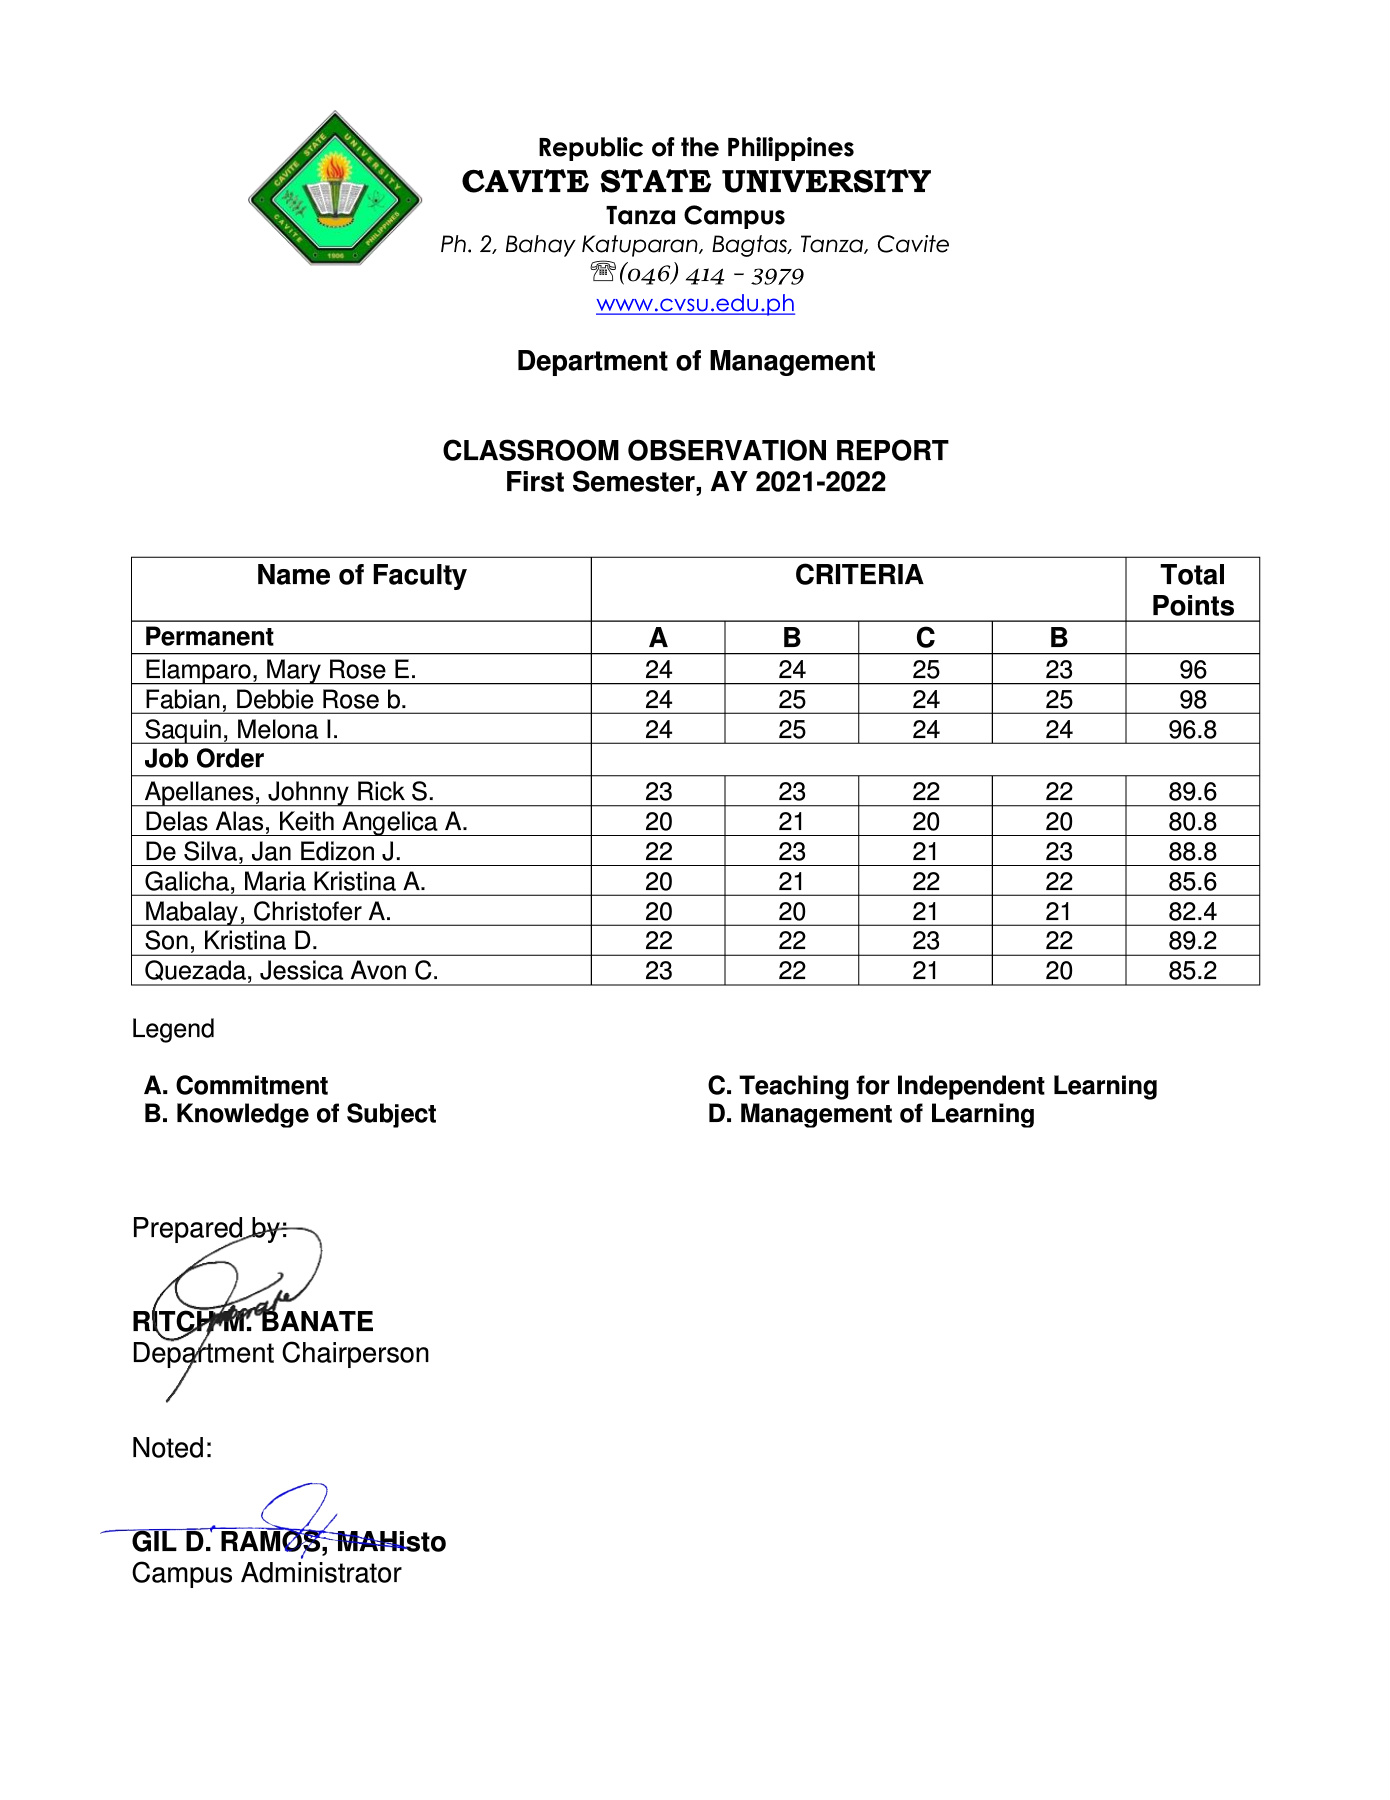 CAVITE STATE UNIVERSITY
CAVITE PHILIPPINES
1906
Republic of the Philippines
CAVITE STATE UNIVERSITY
Tanza Campus
Ph. 2, Bahay Katuparan, Bagtas, Tanza, Cavite
☏(046) 414 – 3979
www.cvsu.edu.ph
Department of Management
CLASSROOM OBSERVATION REPORT
First Semester, AY 2021-2022
Name of Faculty CRITERIA Total Points
Permanent A B C B
Elamparo, Mary Rose E. 24 24 25 23 96
Fabian, Debbie Rose b. 24 25 24 25 98
Saquin, Melona I. 24 25 24 24 96.8
Job Order
Apellanes, Johnny Rick S. 23 23 22 22 89.6
Delas Alas, Keith Angelica A. 20 21 20 20 80.8
De Silva, Jan Edizon J. 22 23 21 23 88.8
Galicha, Maria Kristina A. 20 21 22 22 85.6
Mabalay, Christofer A. 20 20 21 21 82.4
Son, Kristina D. 22 22 23 22 89.2
Quezada, Jessica Avon C. 23 22 21 20 85.2
Legend
A. Commitment C. Teaching for Independent Learning
B. Knowledge of Subject D. Management of Learning
Prepared by:
RITCH M. BANATE
Department Chairperson
Noted:
GIL D. RAMOS, MAHisto
Campus Administrator